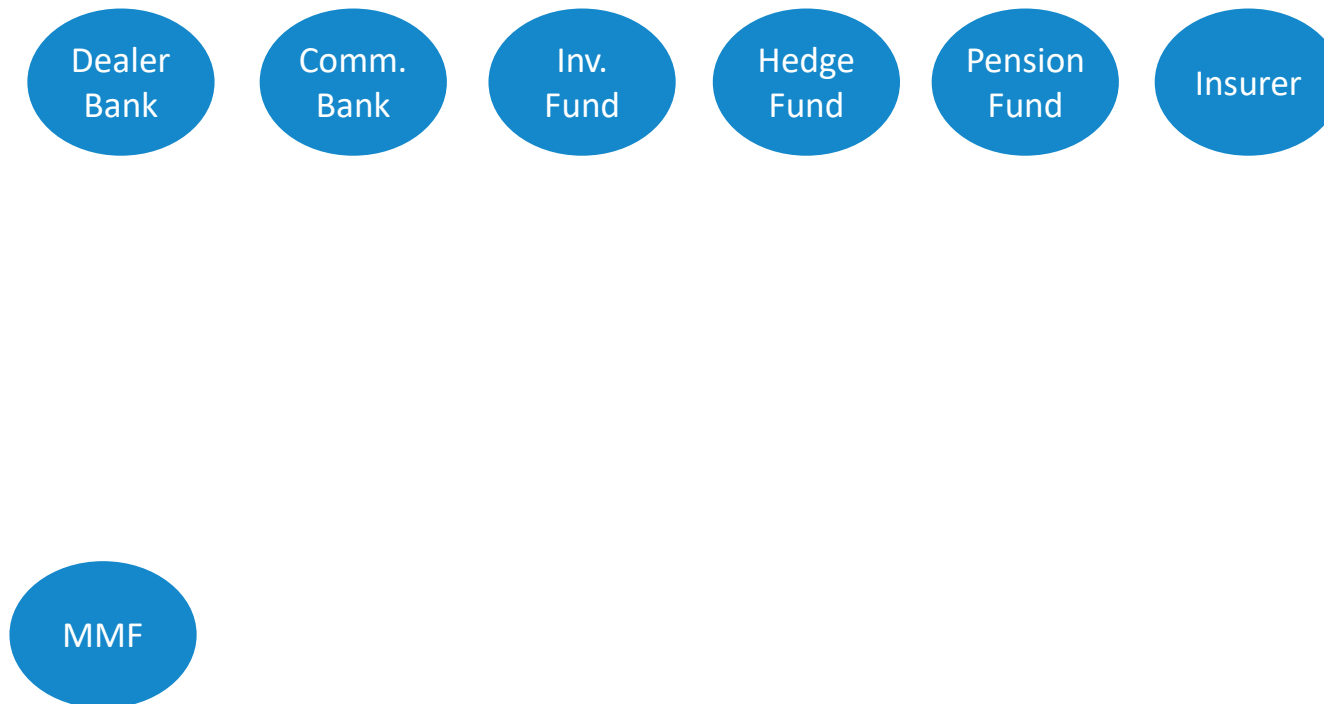 Dealer
Bank
Comm.
Bank
Inv.
Fund
Hedge
Fund
Pension
Fund
Insurer
MMF